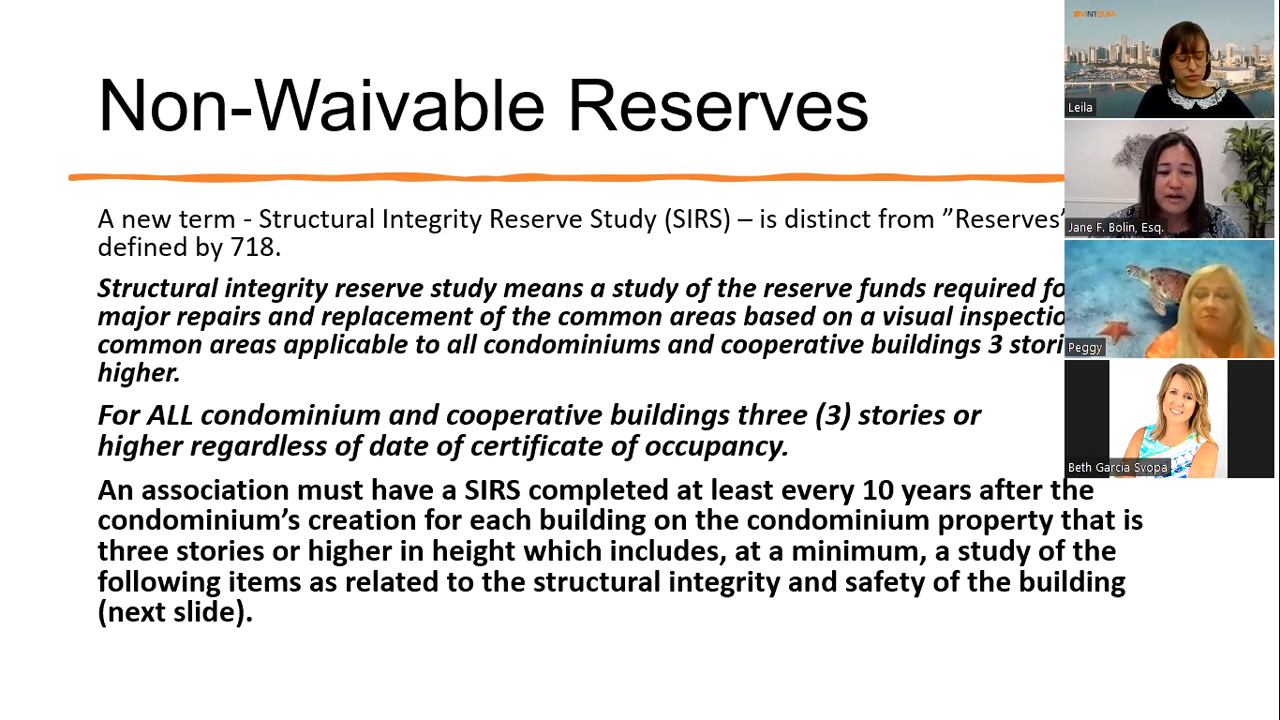 Non-Waivable Reserves
A new term - Structural Integrity Reserve Study (SIRS) – is distinct from ”Reserves”
defined by 718.
Structural integrity reserve study means a study of the reserve funds required
major repairs and replacement of the common areas based on a visual
common areas applicable to all condominiums and cooperative buildings 3
higher.
For ALL condominium and cooperative buildings three (3) stories or
higher regardless of date of certificate of occupancy.
An association must have a SIRS completed at least every 10 years after the
condominium’s creation for each building on the condominium property that is
three stories or higher in height which includes, at a minimum, a study of the
following items as related to the structural integrity and safety of the building
(next slide).
VINTEUM
Leila
Jane F. Bolin, Esq.
Peggy
Beth Garcia Svopa